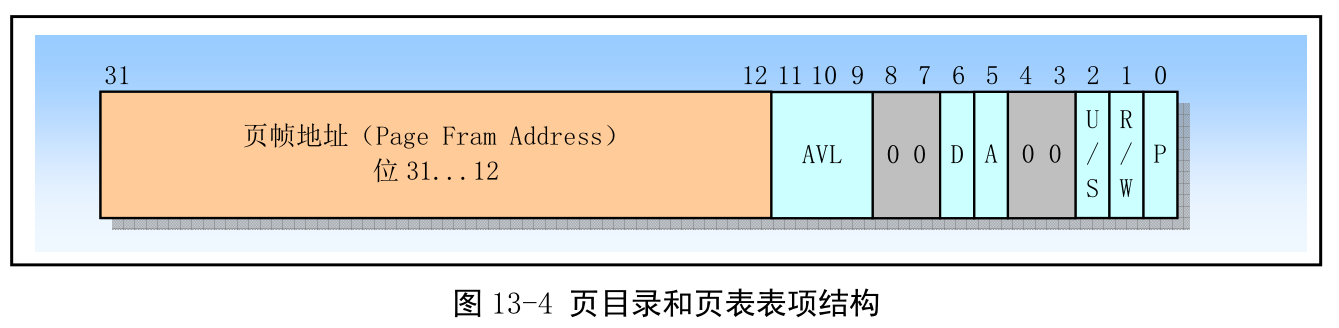 31 12 11 10 9 8 7 6 5 4 3 2 1 0
页帧地址（Page Fram Address）
位 31...12
AVL
0 0
D
A
0 0
U
/
S
R
/
W
P
图 13-4 页目录和页表表项结构